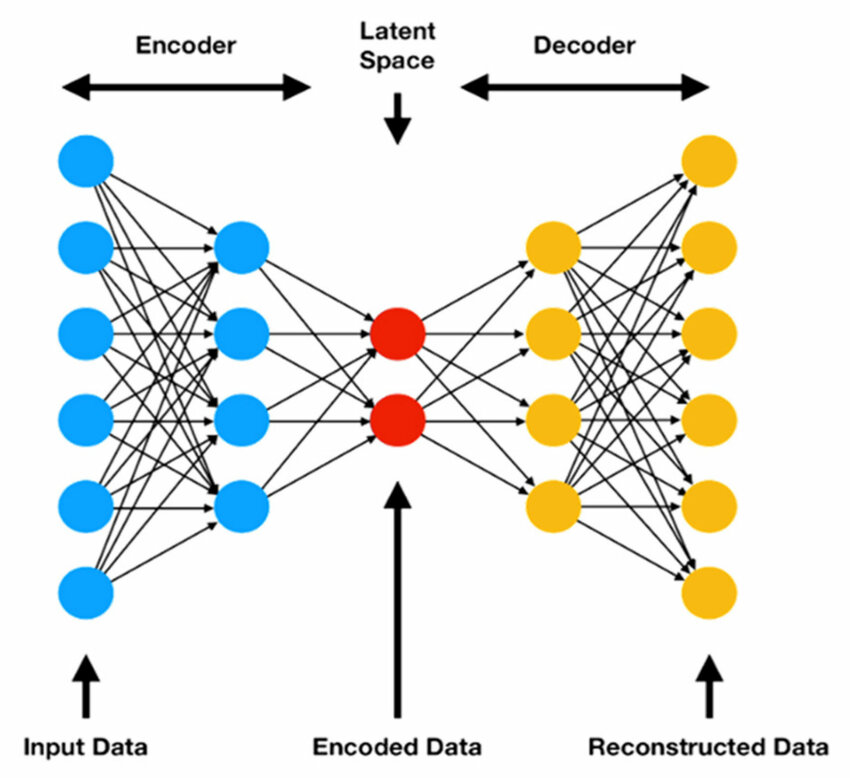 Encoder
Latent
Space
Decoder
Input Data
Encoded Data
Reconstructed Data